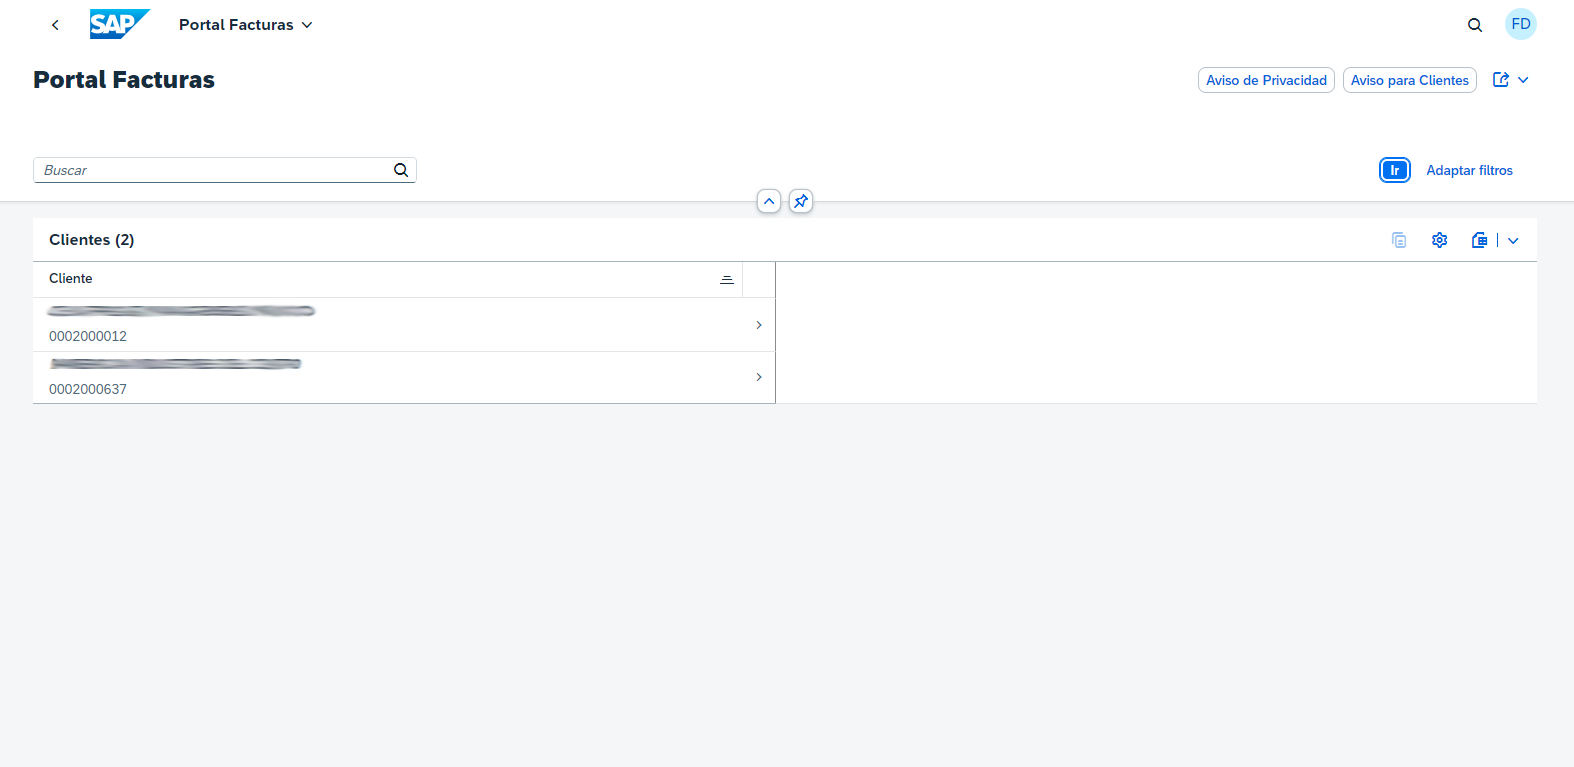 SAP Portal Facturas
FD
Portal Facturas
Aviso de Privacidad Aviso para Clientes
Buscar
Ir Adaptar filtros
Clientes (2)
Cliente
0002000012
0002000637